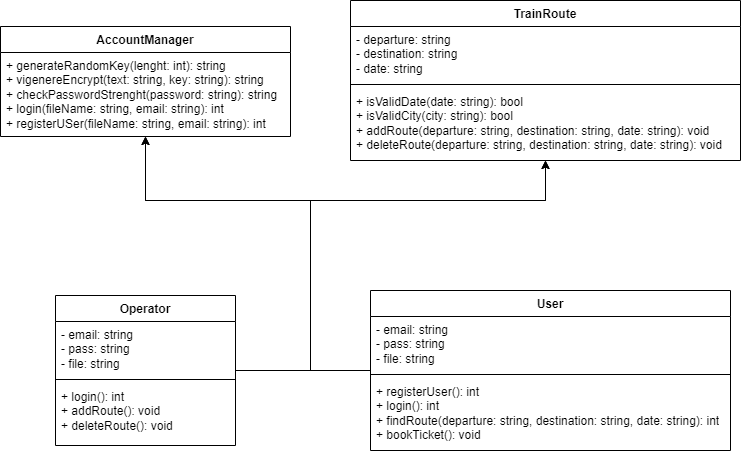 AccountManager
+ generateRandomKey(lenght: int): string
+ vigenereEncrypt(text: string, key: string): string
+ checkPasswordStrenght(password: string): string
+ login(fileName: string, email: string): int
+ registerUSer(fileName: string, email: string): int
TrainRoute
- departure: string
- destination: string
- date: string
+ isValidDate(date: string): bool
+ isValidCity(city: string): bool
+ addRoute(departure: string, destination: string, date: string): void
+ deleteRoute(departure: string, destination: string, date: string): void
Operator
- email: string
- pass: string
- file: string
+ login(): int
+ addRoute(): void
+ deleteRoute(): void
User
- email: string
- pass: string
- file: string
+ registerUser(): int
+ login(): int
+ findRoute(departure: string, destination: string, date: string): int
+ bookTicket(): void